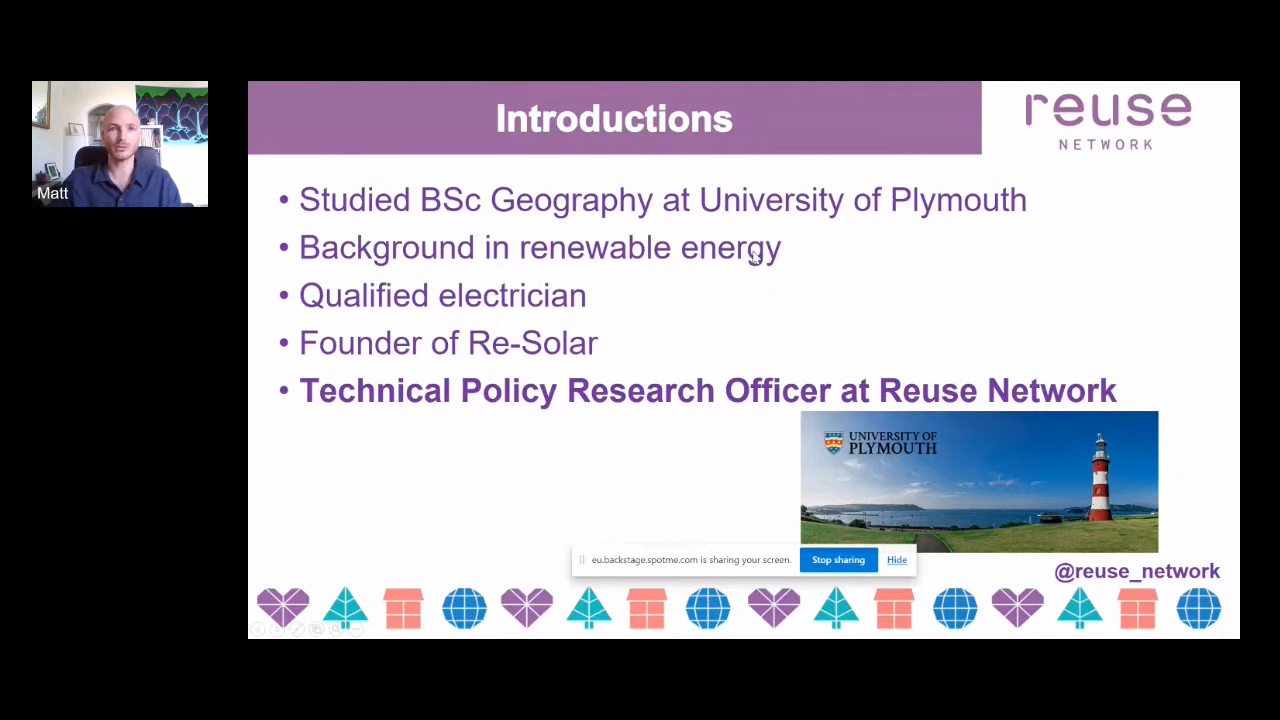 Introductions
reuse
NETWORK
Matt
• Studied BSc Geography at University of Plymouth
• Background in renewable energy
• Qualified electrician
• Founder of Re-Solar
• Technical Policy Research Officer at Reuse Network
UNIVERSITY OF
PLYMOUTH
eu.backstage.spotme.com is sharing your screen.
Stop sharing
Hide
@reuse_network